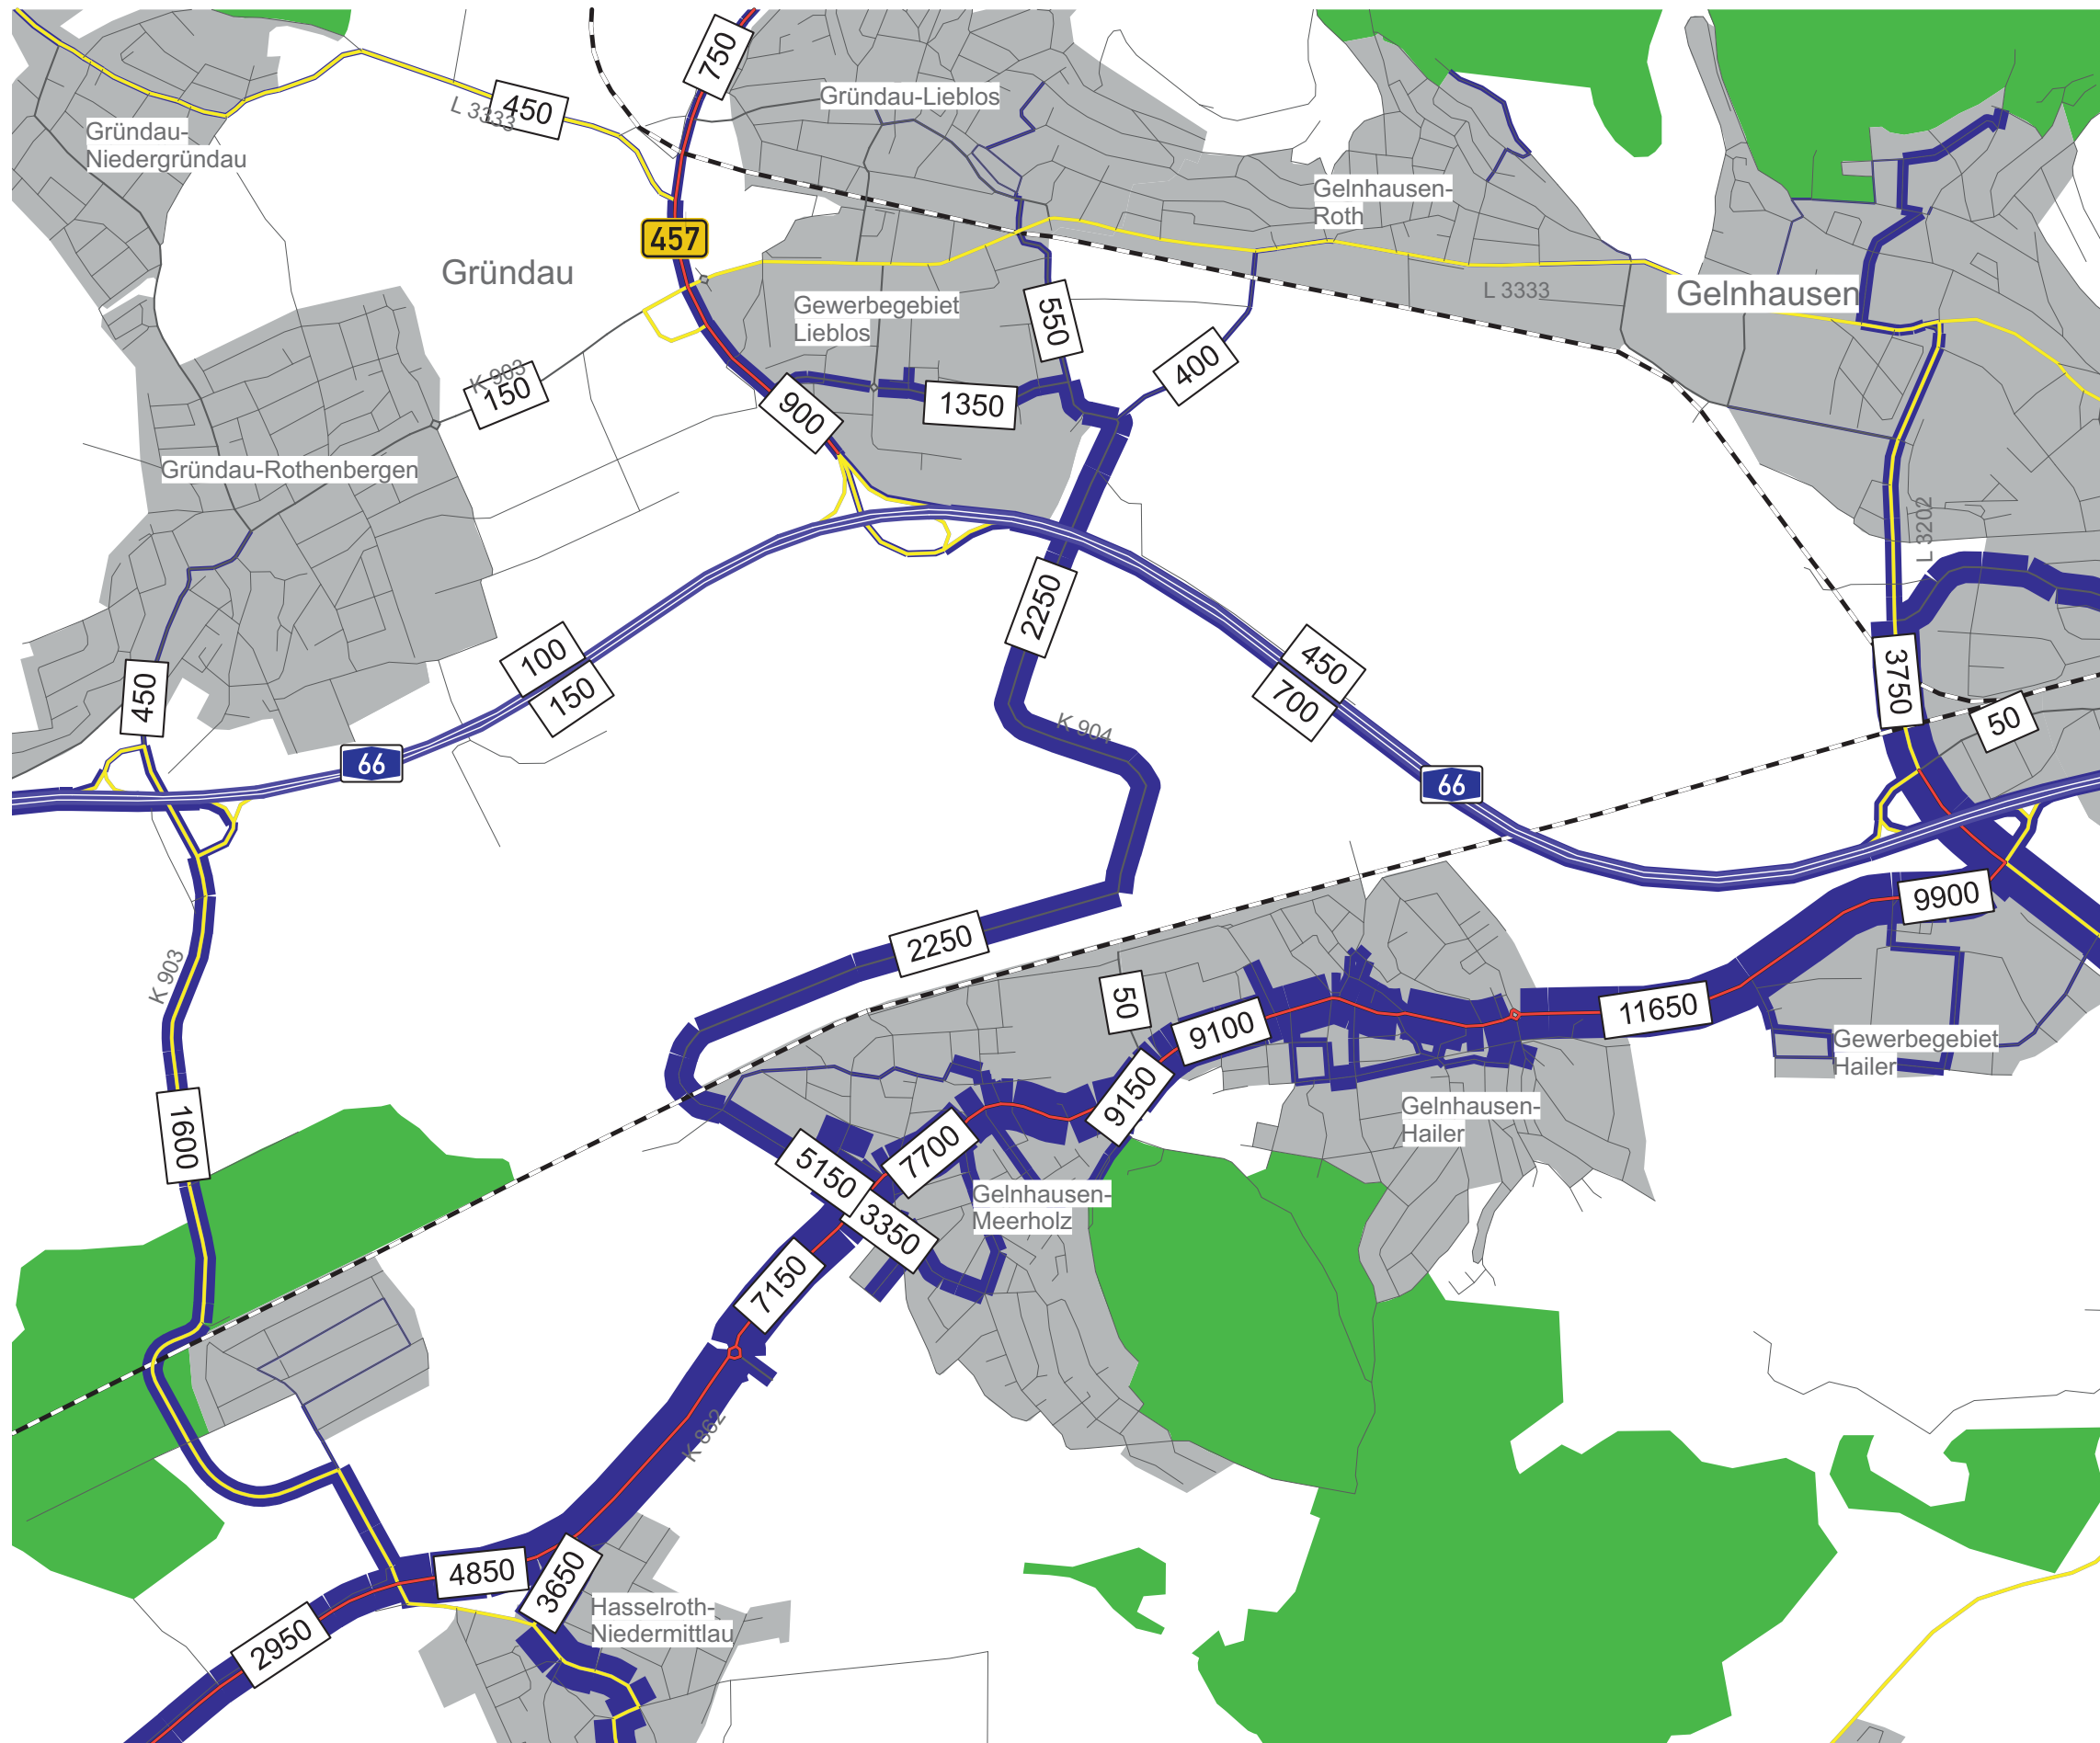 750
Gründau-Lieblos
450
L 3333
Gründau-
Niedergründau
Gelnhausen-
Roth
457
Gründau
L 3333
Gelnhausen
Gewerbegebiet
Lieblos
550
400
K 903
150
900
1350
Gründau-Rothenbergen
L 3202
2250
100
150
450
700
450
3750
50
K 904
66
66
9900
2250
K 903
50
9100
11650
Gewerbegebiet
Hailer
9150
1600
7700
Gelnhausen-
Hailer
5150
3350
Gelnhausen-
Meerholz
7150
K 862
4850
3650
2950
Hasselroth-
Niedermittlau